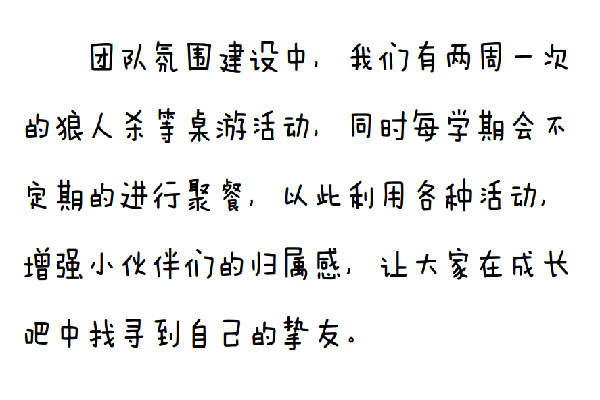 团队氛围建设中，我们有两周一次
的狼人杀等桌游活动，同时每学期会不
定期的进行聚餐，以此利用各种活动，
增强小伙伴们的归属感，让大家在成长
吧中找寻到自己的挚友。